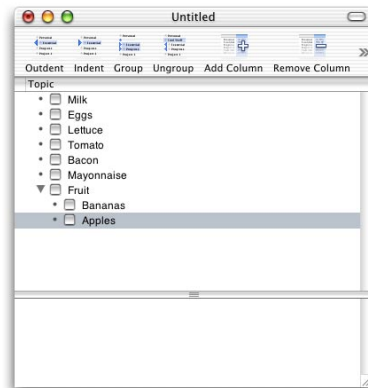 Untitled
Outdent Indent Group Ungroup Add Column Remove Column
Topic
Milk
Eggs
Lettuce
Tomato
Bacon
Mayonnaise
Fruit
Bananas
Apples